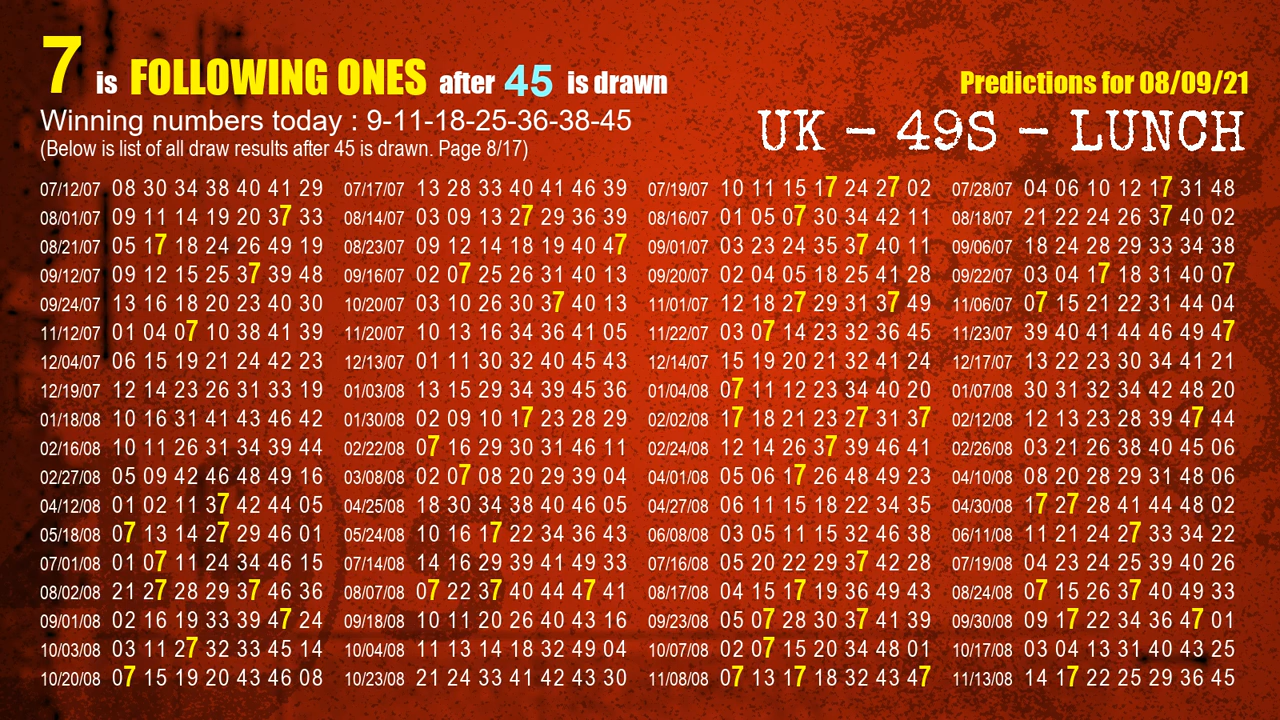 7 is FOLLOWING ONES after 45 is drawn
Predictions for 08/09/21
Winning numbers today : 9-11-18-25-36-38-45
UK - 49S - LUNCH
(Below is list of all draw results after 45 is drawn. Page 8/17)
07/12/07 08 30 34 38 40 41 29 07/17/07 13 28 33 40 41 46 39 07/19/07 10 11 15 17 24 27 02 07/28/07 04 06 10 12 17 31 48
08/01/07 09 11 14 19 20 37 33 08/14/07 03 09 13 27 29 36 39 08/16/07 01 05 07 30 34 42 11 08/18/07 21 22 24 26 37 40 02
08/21/07 05 17 18 24 26 49 19 08/23/07 09 12 14 18 19 40 47 09/01/07 03 23 24 35 37 40 11 09/06/07 18 24 28 29 33 34 38
09/12/07 09 12 15 25 37 39 48 09/16/07 02 07 25 26 31 40 13 09/20/07 02 04 05 18 25 41 28 09/22/07 03 04 17 18 31 40 07
09/24/07 13 16 18 20 23 40 30 10/20/07 03 10 26 30 37 40 13 11/01/07 12 18 27 29 31 37 49 11/06/07 07 15 21 22 31 44 04
11/12/07 01 04 07 10 38 41 39 11/20/07 10 13 16 34 36 41 05 11/22/07 03 07 14 23 32 36 45 11/23/07 39 40 41 44 46 49 47
12/04/07 06 15 19 21 24 42 23 12/13/07 01 11 30 32 40 45 43 12/14/07 15 19 20 21 32 41 24 12/17/07 13 22 23 30 34 41 21
12/19/07 12 14 23 26 31 33 19 01/03/08 13 15 29 34 39 45 36 01/04/08 07 11 12 23 34 40 20 01/07/08 30 31 32 34 42 48 20
01/18/08 10 16 31 41 43 46 42 01/30/08 02 09 10 17 23 28 29 02/02/08 17 18 21 23 27 31 37 02/12/08 12 13 23 28 39 47 44
02/16/08 10 11 26 31 34 39 44 02/22/08 07 16 29 30 31 46 11 02/24/08 12 14 26 37 39 46 41 02/26/08 03 21 26 38 40 45 06
02/27/08 05 09 42 46 48 49 16 03/08/08 02 07 08 20 29 39 04 04/01/08 05 06 17 26 48 49 23 04/10/08 08 20 28 29 31 48 06
04/12/08 01 02 11 37 42 44 05 04/25/08 18 30 34 38 40 46 05 04/27/08 06 11 15 18 22 34 35 04/30/08 17 27 28 41 44 48 02
05/18/08 07 13 14 27 29 46 01 05/24/08 10 16 17 22 34 36 43 06/08/08 03 05 11 15 32 46 38 06/11/08 11 21 24 27 33 34 22
07/01/08 01 07 11 24 34 46 15 07/14/08 14 16 29 39 41 49 33 07/16/08 05 20 22 29 37 42 28 07/19/08 04 23 24 25 39 40 26
08/02/08 21 27 28 29 37 46 36 08/07/08 07 22 37 40 44 47 41 08/17/08 04 15 17 19 36 49 43 08/24/08 07 15 26 37 40 49 33
09/01/08 02 16 19 33 39 47 24 09/18/08 10 11 20 26 40 43 16 09/23/08 05 07 28 30 37 41 39 09/30/08 09 17 22 34 36 47 01
10/03/08 03 11 27 32 33 45 14 10/04/08 11 13 14 18 32 49 04 10/07/08 02 07 15 20 34 48 01 10/17/08 03 04 13 31 40 43 25
10/20/08 07 15 19 20 43 46 08 10/23/08 21 24 33 41 42 43 30 11/08/08 07 13 17 18 32 43 47 11/13/08 14 17 22 25 29 36 45